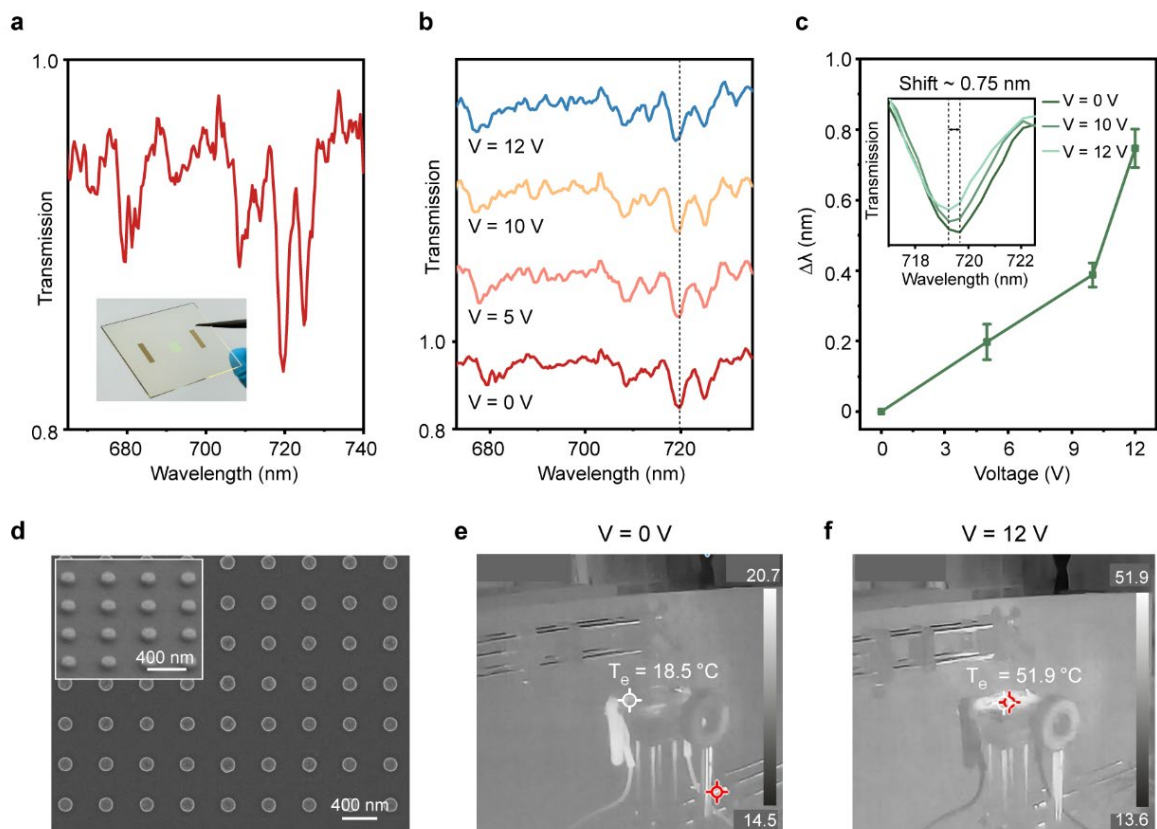 a
1.0
Transmission
0.8
680
700
720
740
Wavelength (nm)
b
V = 12 V
V = 10 V
Transmission
V = 5 V
1.0
V = 0 V
0.8
680
700
720
Wavelength (nm)
c
1.0
0.8
0.6
0.4
0.2
0
Δλ (nm)
Shift ~ 0.75 nm
V = 0 V
V = 10 V
V = 12 V
Transmission
718
720
722
Wavelength (nm)
0
3
6
9
12
Voltage (V)
d
400 nm
400 nm
e
V = 0 V
20.7
Te = 18.5 °C
14.5
f
V = 12 V
51.9
Te = 51.9 °C
13.6